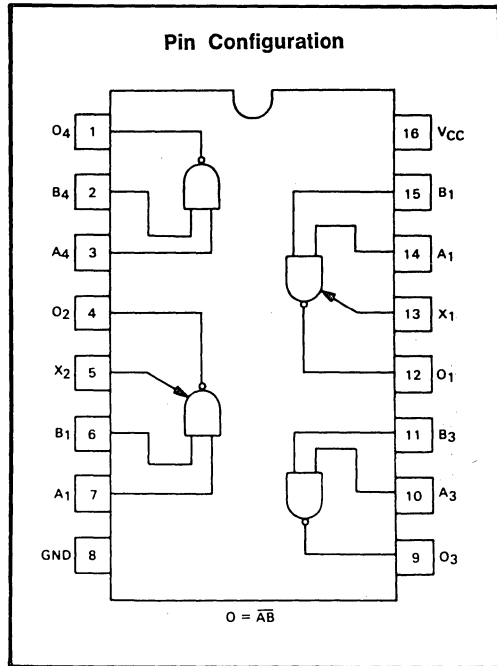 Pin Configuration
O4 1
B4 2
A4 3
O2 4
X2 5
B1 6
A1 7
GND 8
16 VCC
15 B1
14 A1
13 X1
12 O1
11 B3
10 A3
9 O3
O = A̅B̅